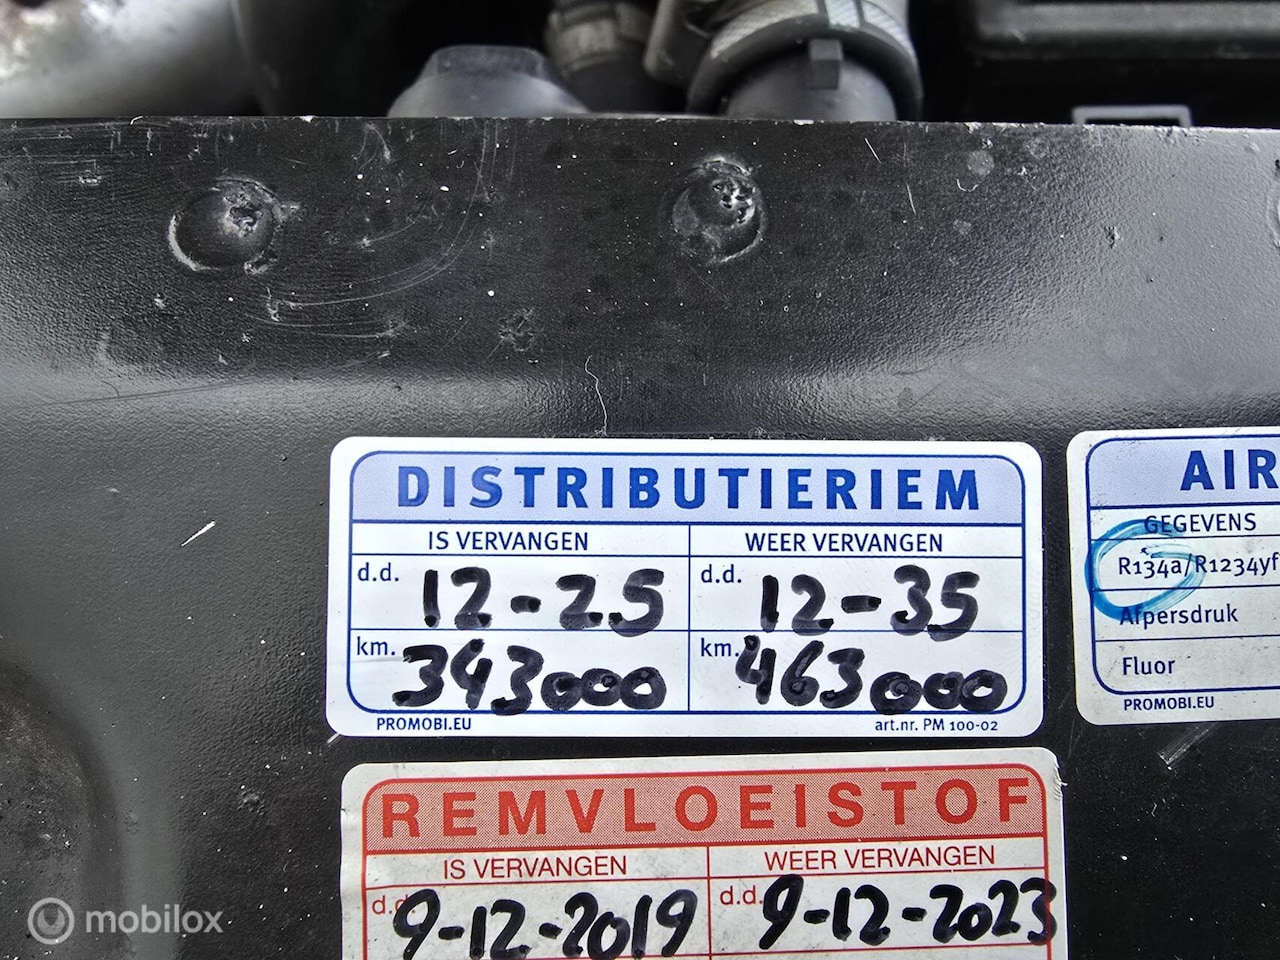 DISTRIBUTIERIEM
IS VERVANGEN WEER VERVANGEN
d.d. 12-25 d.d. 12-35
km. 343000 km. 463000
PROMOBI.EU art.nr. PM 100-02
AIR
GEGEVENS
R134a/R1234yf
Afpersdruk
Fluor
PROMOBI.EU
REMVLOEISTOF
IS VERVANGEN WEER VERVANGEN
d.d. 9-12-2019 d.d. 9-12-2023
mobilox